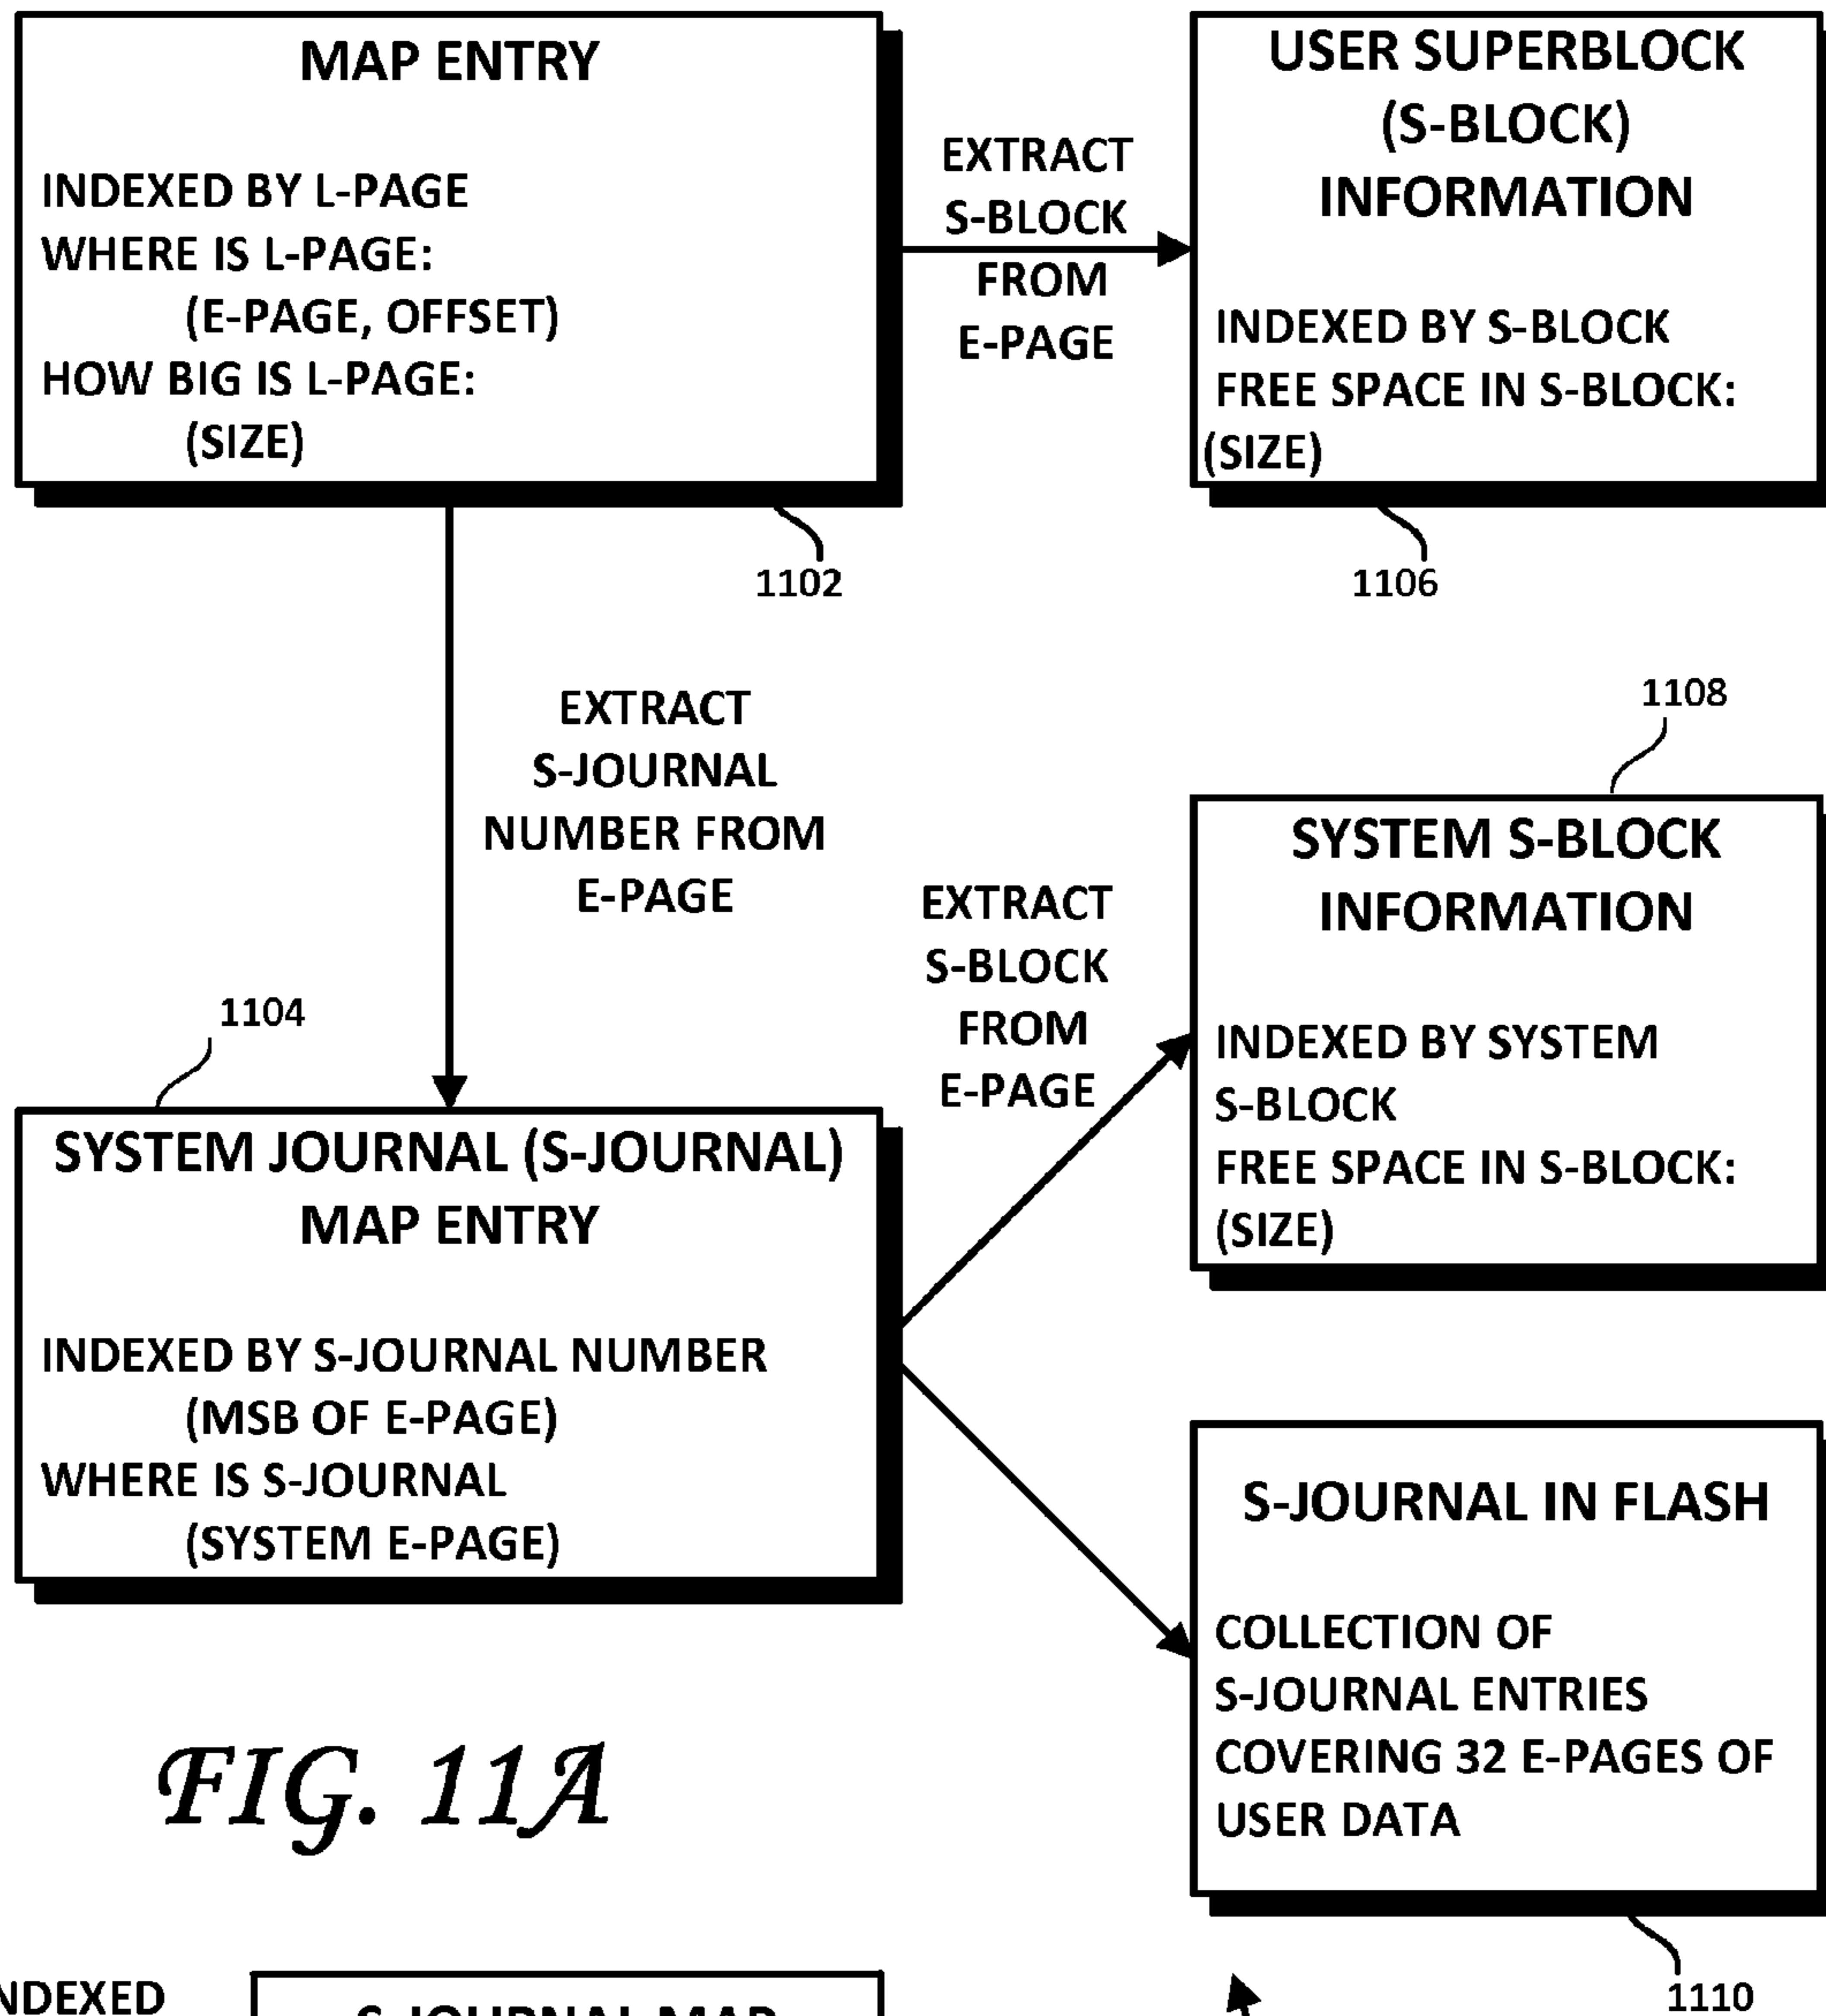 MAP ENTRY
INDEXED BY L-PAGE
WHERE IS L-PAGE:
(E-PAGE, OFFSET)
HOW BIG IS L-PAGE:
(SIZE)
1102
EXTRACT
S-BLOCK
FROM
E-PAGE
USER SUPERBLOCK
(S-BLOCK)
INFORMATION
INDEXED BY S-BLOCK
FREE SPACE IN S-BLOCK:
(SIZE)
1106
EXTRACT
S-JOURNAL
NUMBER FROM
E-PAGE
1104
SYSTEM JOURNAL (S-JOURNAL)
MAP ENTRY
INDEXED BY S-JOURNAL NUMBER
(MSB OF E-PAGE)
WHERE IS S-JOURNAL
(SYSTEM E-PAGE)
EXTRACT
S-BLOCK
FROM
E-PAGE
1108
SYSTEM S-BLOCK
INFORMATION
INDEXED BY SYSTEM
S-BLOCK
FREE SPACE IN S-BLOCK:
(SIZE)
S-JOURNAL IN FLASH
COLLECTION OF
S-JOURNAL ENTRIES
COVERING 32 E-PAGES OF
USER DATA
1110
FIG. 11A
NDEXED
S-JOURNAL MAP